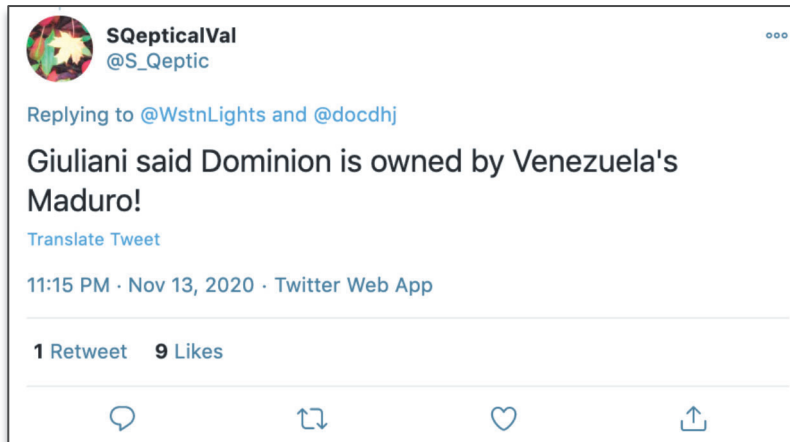 SQepticalVal
@S_Qeptic
Replying to @WstnLights and @docdhj
Giuliani said Dominion is owned by Venezuela's
Maduro!
Translate Tweet
11:15 PM · Nov 13, 2020 · Twitter Web App
1 Retweet 9 Likes